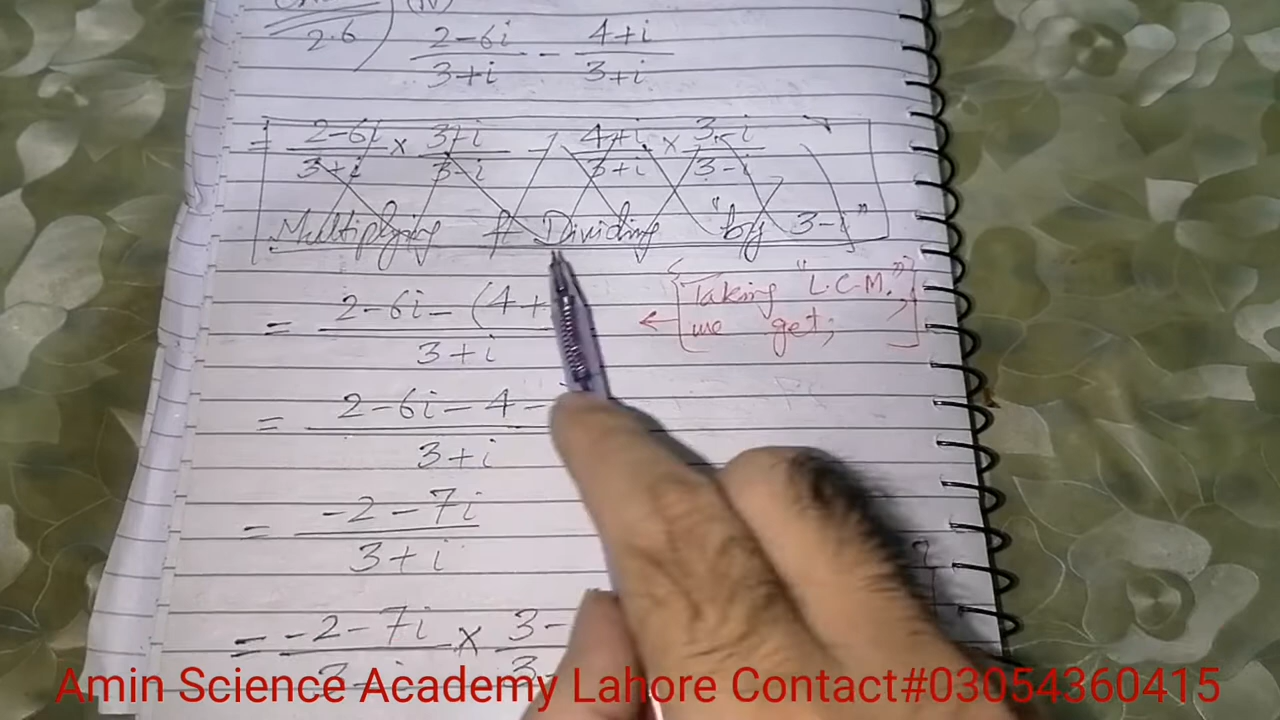 2.6
(2-6i)/(3+i) - (4+i)/(3+i)
= (2-6i)/(3+i) × (3+i)/(3-i) - (4+i)/(3+i) × (3-i)/(3-i)
Multiplying & Dividing "by 3-i"
= (2-6i-(4+)/(3+i)
← [Taking "L.C.M.",
we get;]
= (2-6i-4-)/(3+i)
= (-2-7i)/(3+i)
= (-2-7i)/ × (3-)/(3
Amin Science Academy Lahore Contact#03054360415